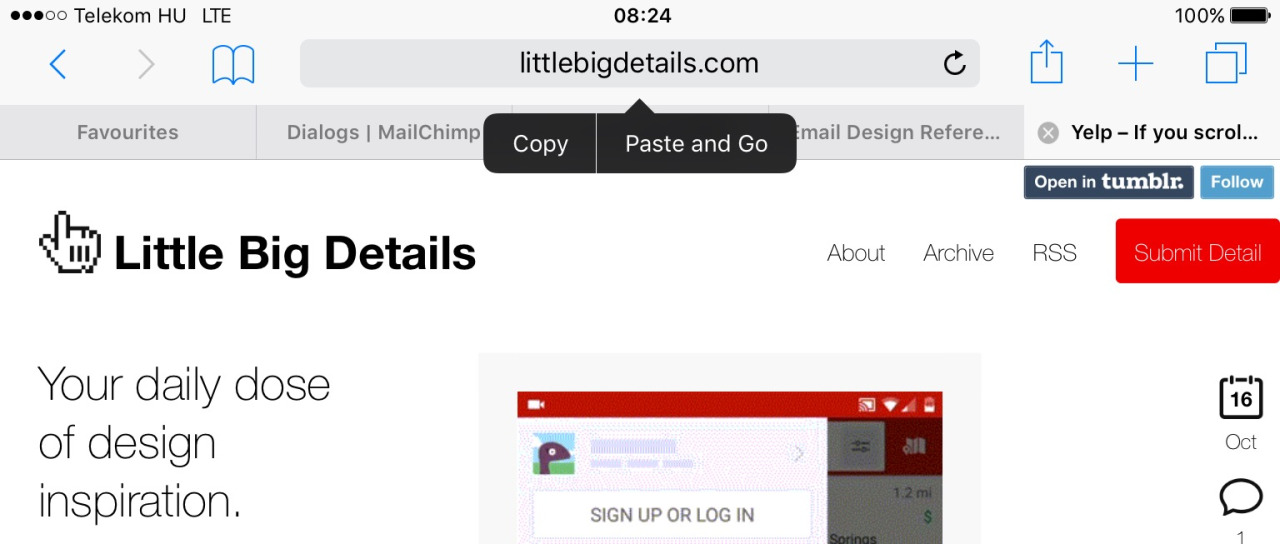 Telekom HU LTE 08:24 100%
littlebigdetails.com
Favourites Dialogs | MailChimp Email Design Refere... Yelp – If you scrol...
Copy Paste and Go
Open in tumblr. Follow
Little Big Details About Archive RSS Submit Detail
Your daily dose
of design
inspiration.
16
Oct
1.2 mi
$
SIGN UP OR LOG IN
Springs
1